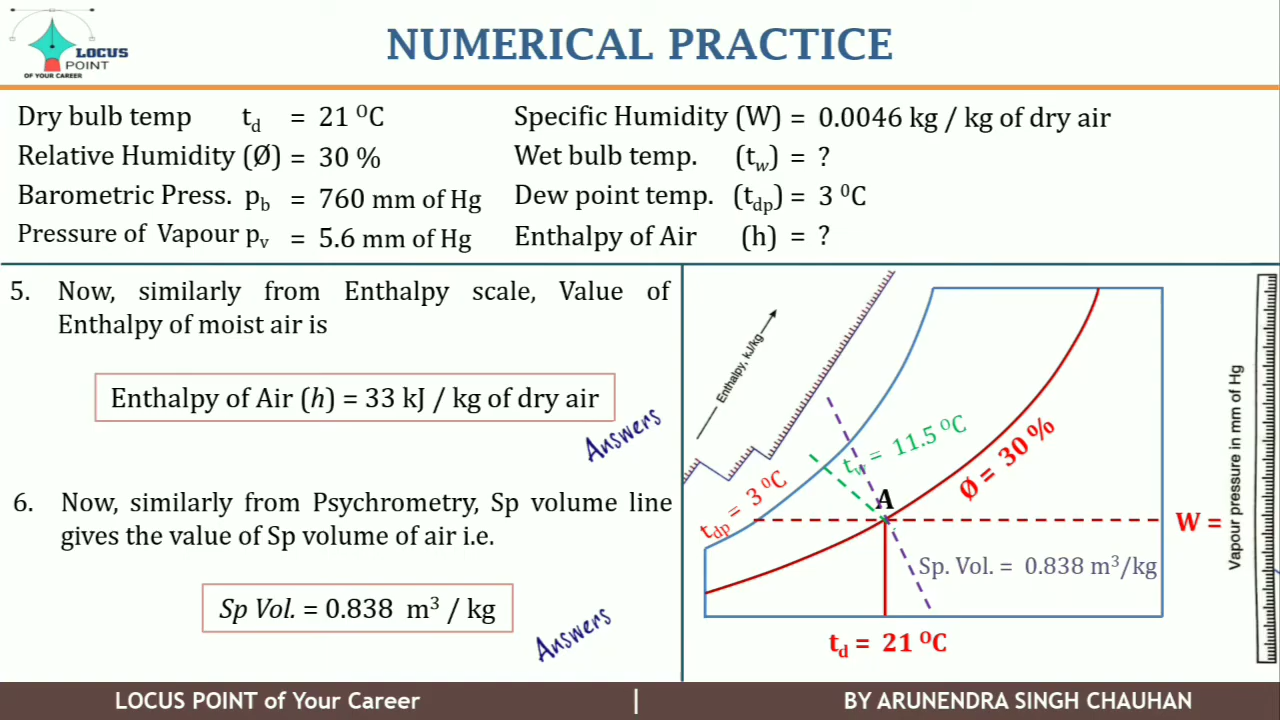 LOCUS
POINT
OF YOUR CAREER
NUMERICAL PRACTICE
Dry bulb temp t_d = 21 ⁰C
Relative Humidity (Ø) = 30 %
Barometric Press. p_b = 760 mm of Hg
Pressure of Vapour p_v = 5.6 mm of Hg
Specific Humidity (W) = 0.0046 kg / kg of dry air
Wet bulb temp. (t_w) = ?
Dew point temp. (t_dp) = 3 ⁰C
Enthalpy of Air (h) = ?
5. Now, similarly from Enthalpy scale, Value of
Enthalpy of moist air is
Enthalpy of Air (h) = 33 kJ / kg of dry air
Answers
6. Now, similarly from Psychrometry, Sp volume line
gives the value of Sp volume of air i.e.
Sp Vol. = 0.838 m³ / kg
Answers
Enthalpy, kJ/kg
t_w = 11.5 ⁰C
t_dp = 3 ⁰C
A
Ø = 30 %
W =
Sp. Vol. = 0.838 m³/kg
t_d = 21 ⁰C
Vapour pressure in mm of Hg
LOCUS POINT of Your Career | BY ARUNENDRA SINGH CHAUHAN